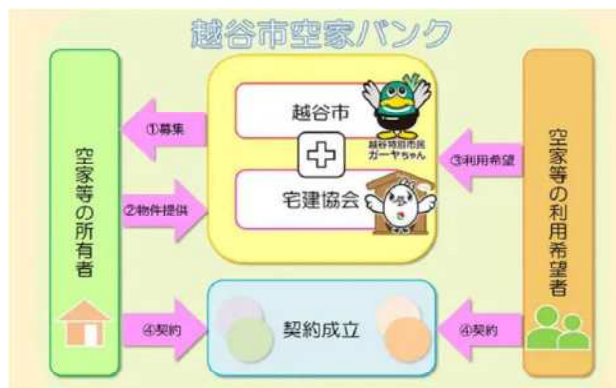 越谷市空家バンク
空家等の所有者
①募集
②物件提供
越谷市
越谷特別市民
ガーヤちゃん
宅建協会
③利用希望
空家等の利用希望者
④契約
契約成立
④契約